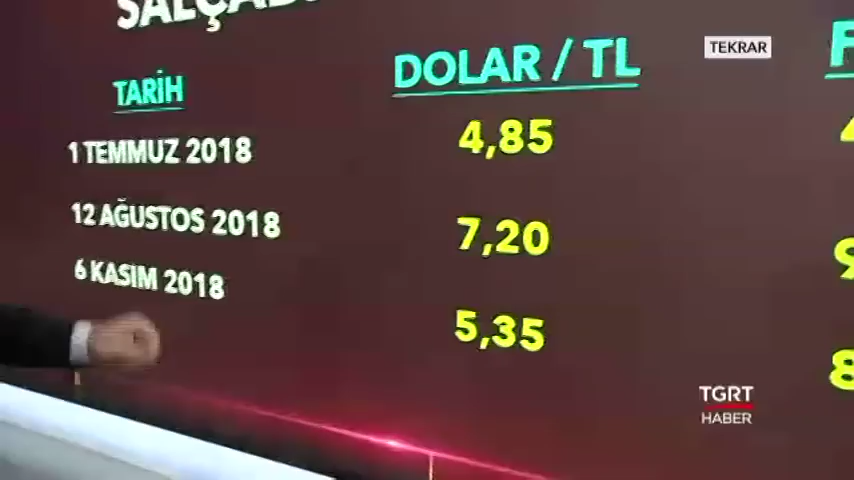 TEKRAR
TARİH
DOLAR / TL
1 TEMMUZ 2018
4,85
12 AĞUSTOS 2018
7,20
6 KASIM 2018
5,35
TGRT
HABER